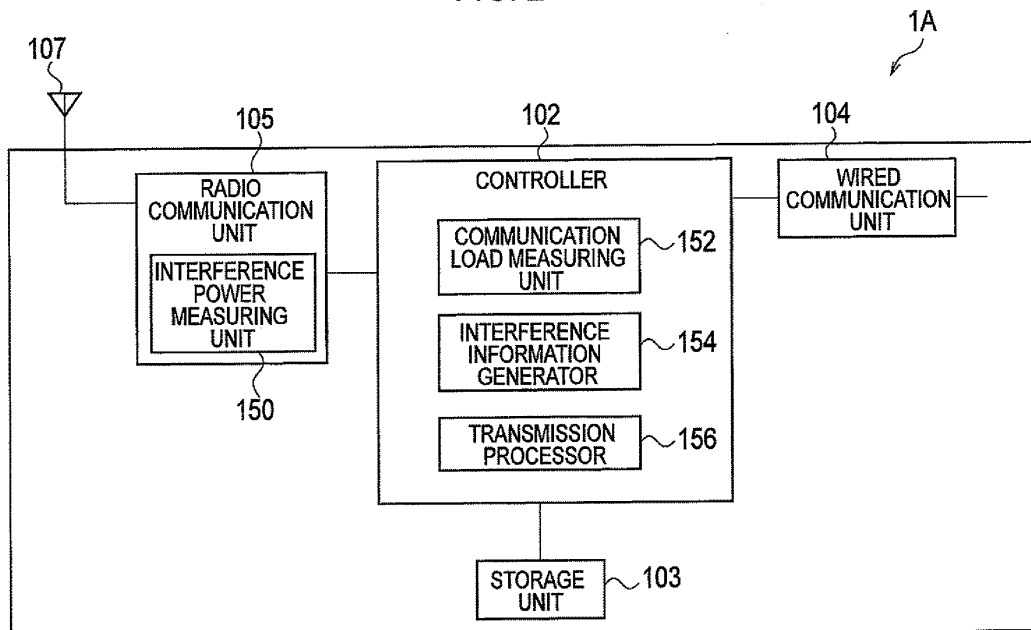 1A
107
105
102
104
RADIO
COMMUNICATION
UNIT
INTERFERENCE
POWER
MEASURING
UNIT
150
CONTROLLER
COMMUNICATION
LOAD MEASURING
UNIT
152
INTERFERENCE
INFORMATION
GENERATOR
154
TRANSMISSION
PROCESSOR
156
WIRED
COMMUNICATION
UNIT
STORAGE
UNIT
103